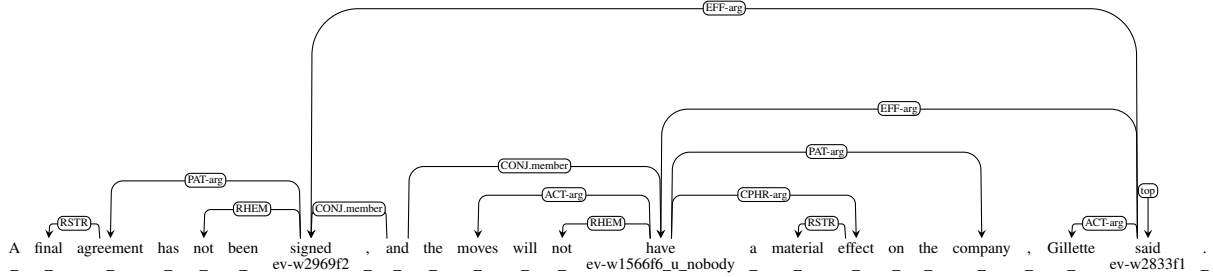 EFF-arg
EFF-arg
CONJ.member PAT-arg
PAT-arg ACT-arg CPHR-arg top
RSTR RHEM CONJ.member RHEM RSTR ACT-arg
A final agreement has not been signed , and the moves will not have a material effect on the company , Gillette said .
_ _ _ _ _ _ ev-w2969f2 _ _ _ _ _ _ ev-w1566f6_u_nobody _ _ _ _ _ _ _ _ ev-w2833f1 _